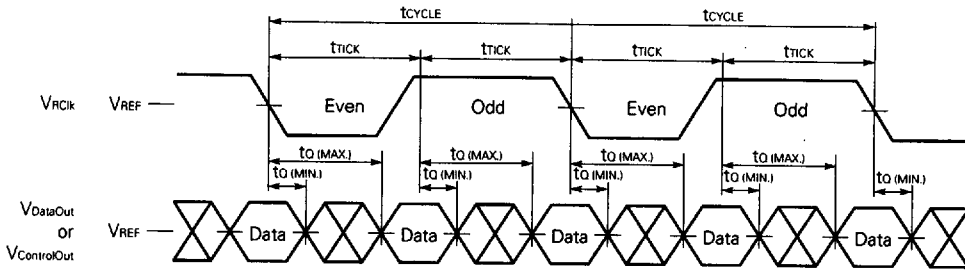 tCYCLE tCYCLE
tTICK tTICK tTICK tTICK
VRClk VREF Even Odd Even Odd
tQ (MAX.) tQ (MAX.) tQ (MAX.) tQ (MAX.)
tQ (MIN.) tQ (MIN.) tQ (MIN.) tQ (MIN.) tQ (MIN.)
VDataOut
or VREF Data Data Data Data Data
VControlOut